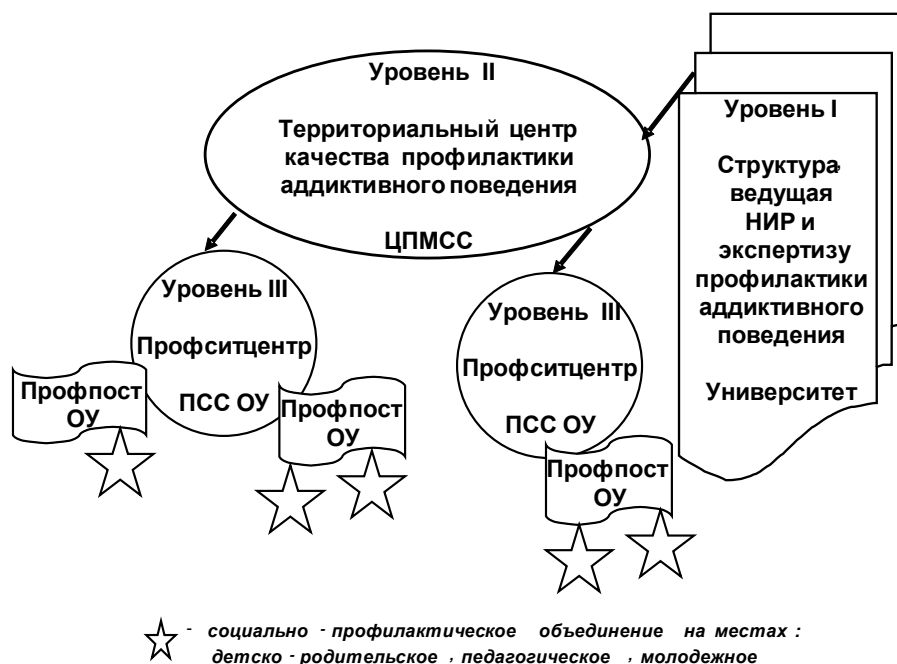 Уровень II
Территориальный центр
качества профилактики
аддиктивного поведения
ЦПМСС
Уровень I
Структура,
ведущая
НИР и
экспертизу
профилактики
аддиктивного
поведения
Университет
Уровень III
Профситцентр
ПСС ОУ
Профпост
ОУ
Профпост
ОУ
Уровень III
Профситцентр
ПСС ОУ
Профпост
ОУ
- социально - профилактическое объединение на местах :
детско - родительское , педагогическое , молодежное